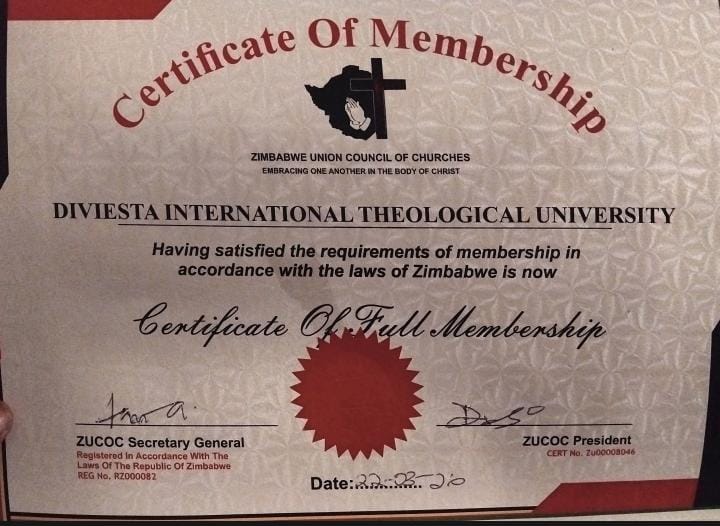 Certificate Of Membership
ZIMBABWE UNION COUNCIL OF CHURCHES
EMBRACING ONE ANOTHER IN THE BODY OF CHRIST
DIVIESTA INTERNATIONAL THEOLOGICAL UNIVERSITY
Having satisfied the requirements of membership in
accordance with the laws of Zimbabwe is now
Certificate Of Full Membership
ZUCOC Secretary General
Registered In Accordance With The
Laws Of The Republic Of Zimbabwe
REG No. RZ000082
ZUCOC President
CERT No. Zu00008046
Date: